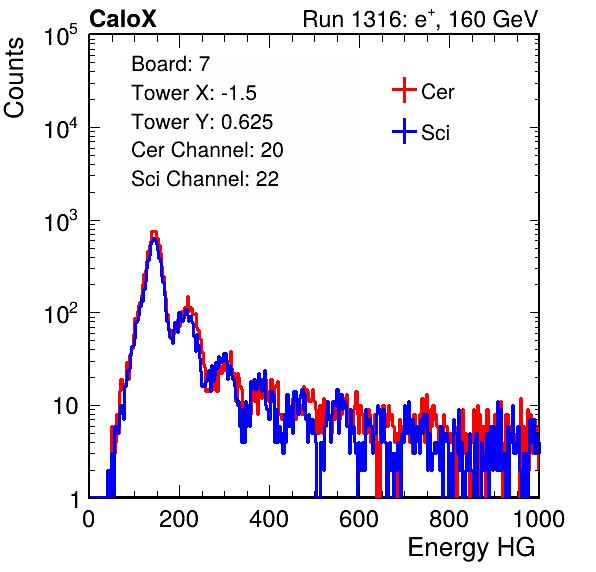 CaloX Run 1316: e⁺, 160 GeV
Counts
10⁵
10⁴
10³
10²
10
1
Board: 7
Tower X: -1.5
Tower Y: 0.625
Cer Channel: 20
Sci Channel: 22
Cer
Sci
0 200 400 600 800 1000
Energy HG